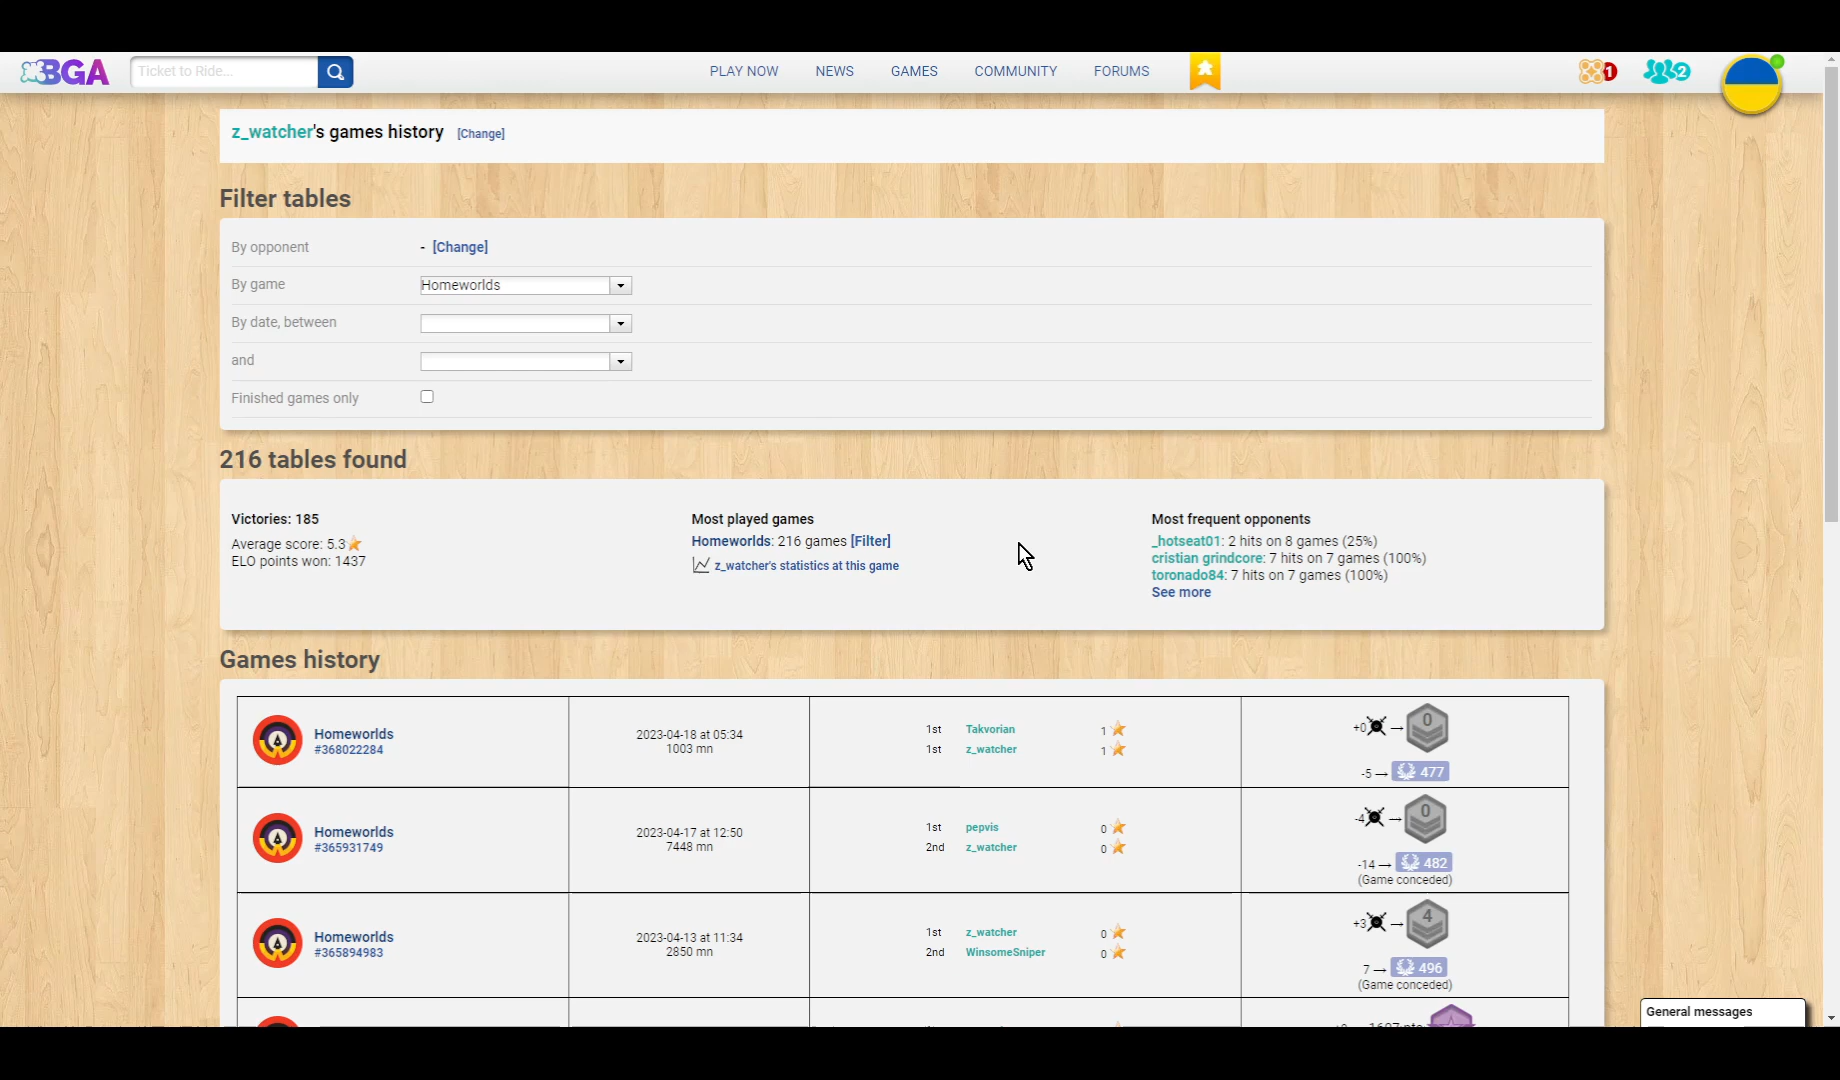 BGA
Ticket to Ride...
PLAY NOW
NEWS
GAMES
COMMUNITY
FORUMS
1
2
z_watcher's games history [Change]
Filter tables
By opponent - [Change]
By game Homeworlds
By date, between
and
Finished games only
216 tables found
Victories: 185
Average score: 5.3
ELO points won: 1437
Most played games
Homeworlds: 216 games [Filter]
z_watcher's statistics at this game
Most frequent opponents
_hotseat01: 2 hits on 8 games (25%)
cristian grindcore: 7 hits on 7 games (100%)
toronado84: 7 hits on 7 games (100%)
See more
Games history
Homeworlds
#368022284
2023-04-18 at 05:34
1003 mn
1st Takvorian 1
1st z_watcher 1
+0 → 0
-5 → 477
Homeworlds
#365931749
2023-04-17 at 12:50
7448 mn
1st pepvis 0
2nd z_watcher 0
-4 → 0
-14 → 482
(Game conceded)
Homeworlds
#365894983
2023-04-13 at 11:34
2850 mn
1st z_watcher 0
2nd WinsomeSniper 0
+3 → 4
7 → 496
(Game conceded)
General messages